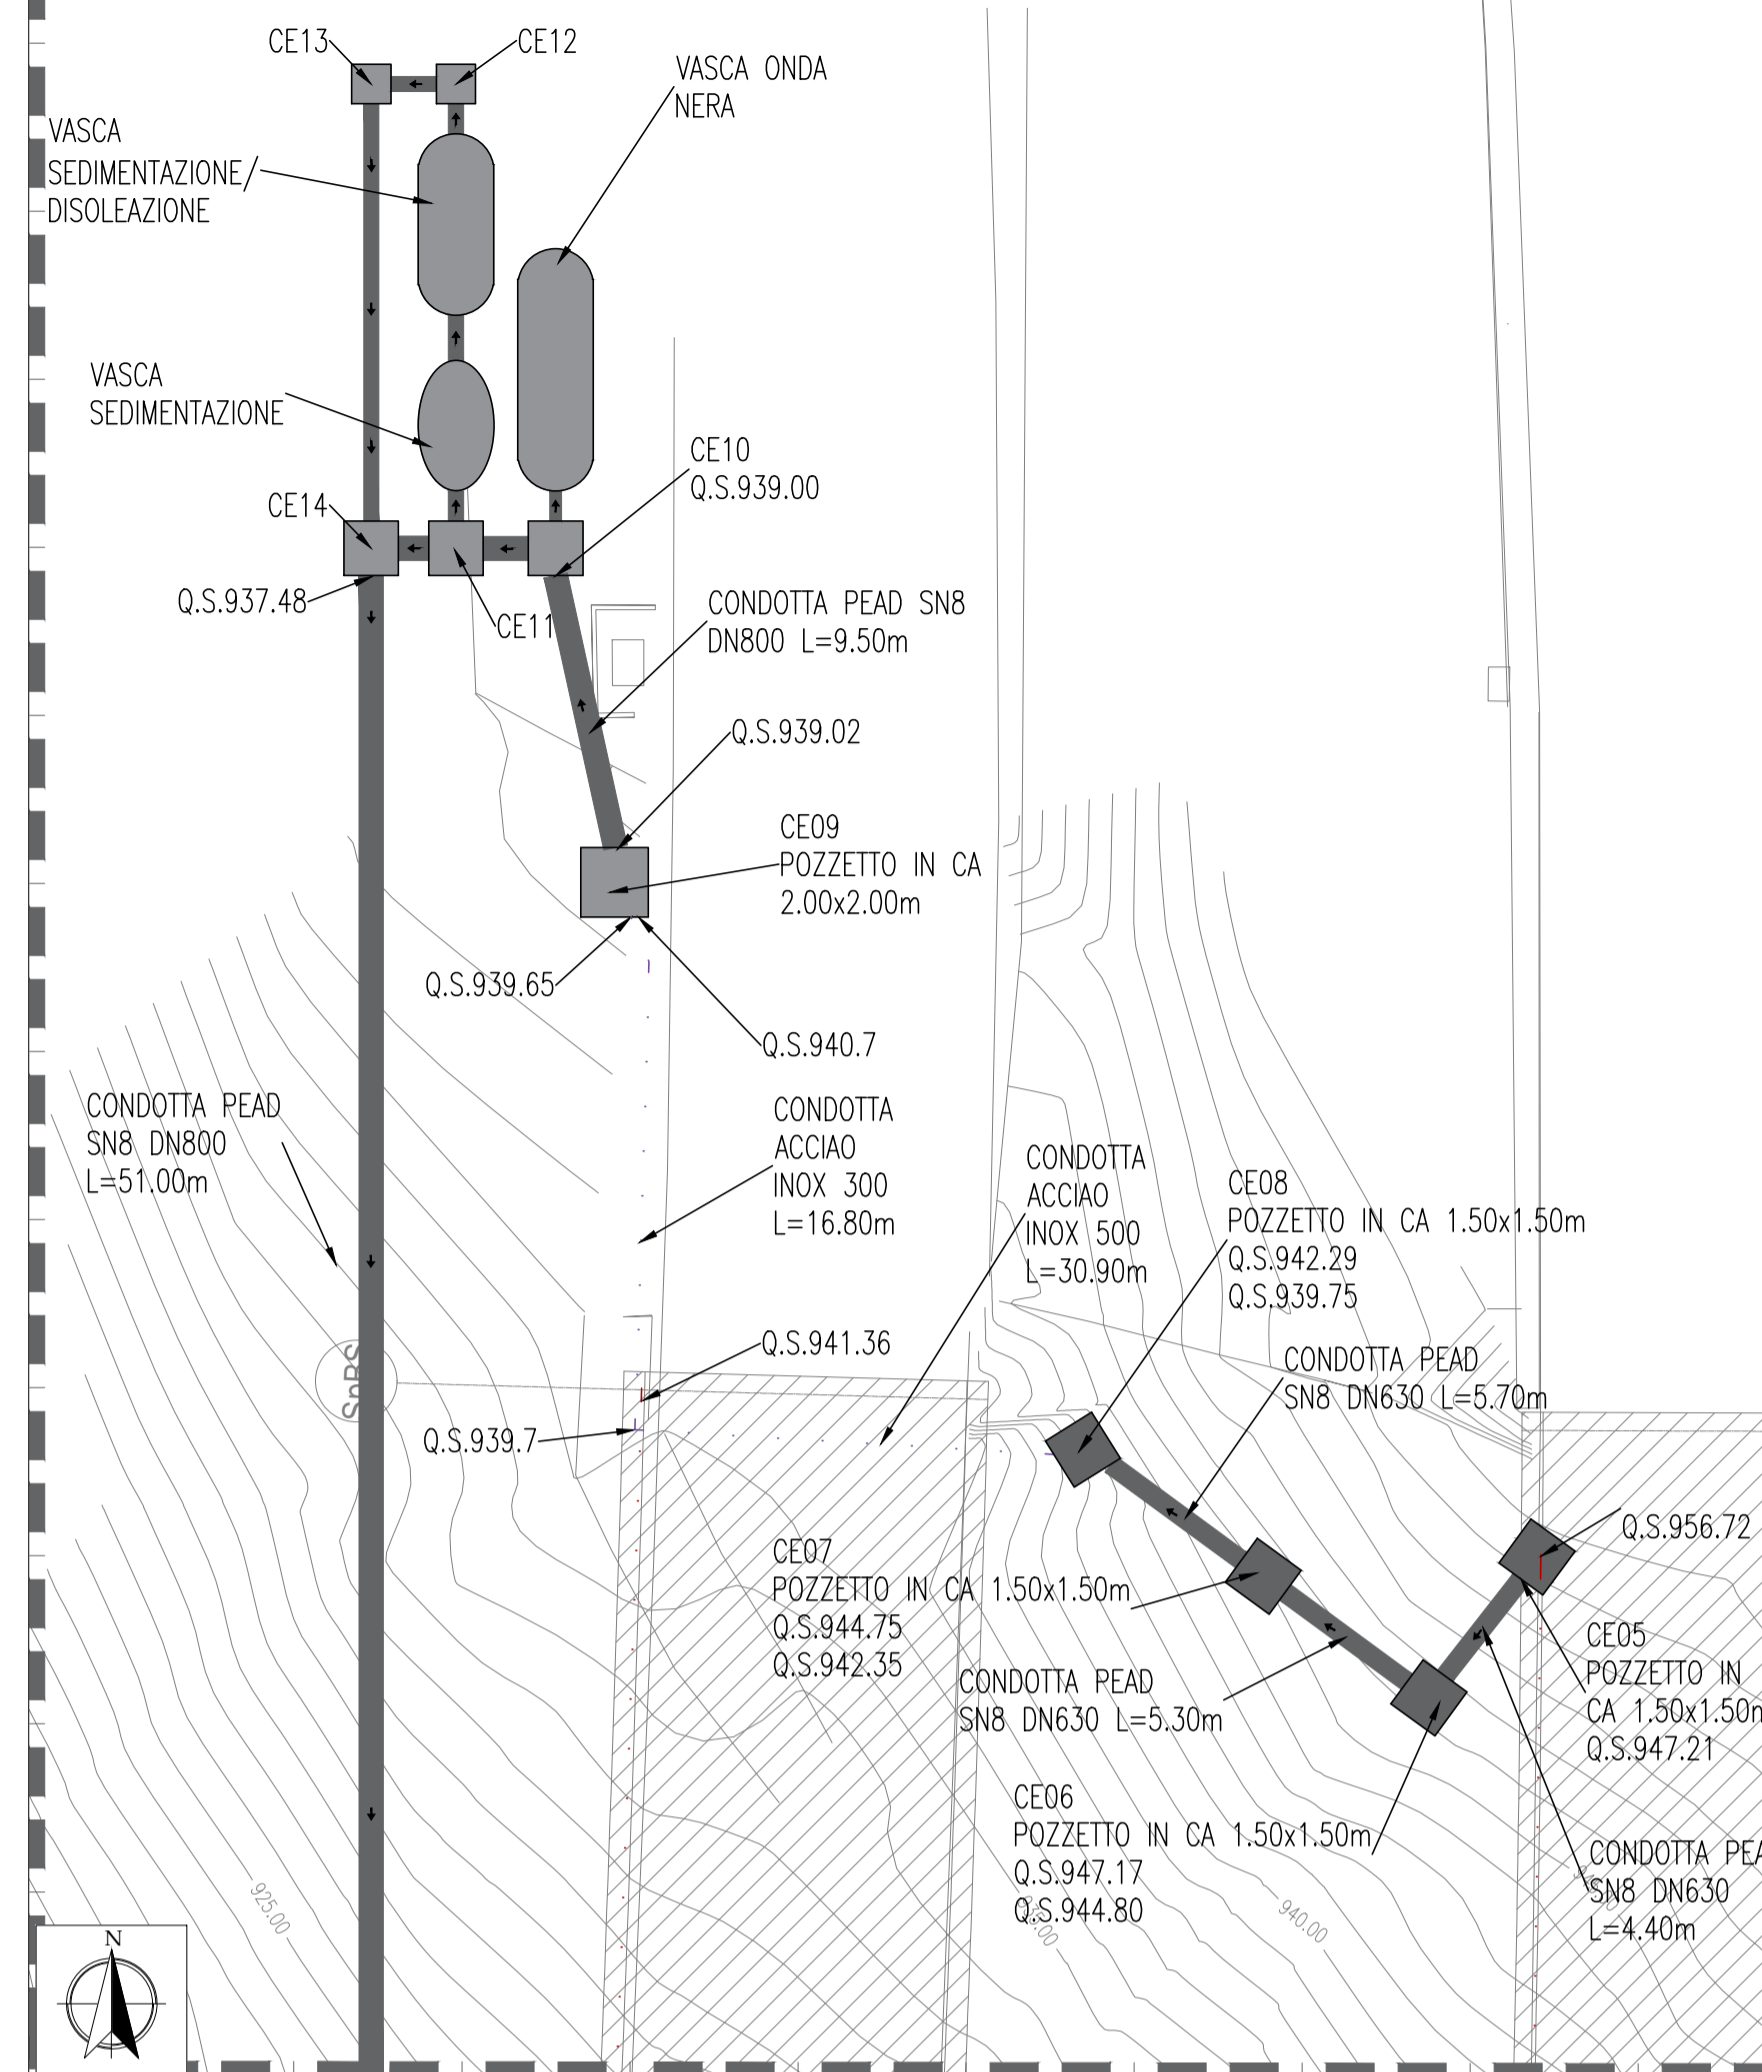 CE13
CE12
VASCA ONDA
NERA
VASCA
SEDIMENTAZIONE/
DISOLEAZIONE
VASCA
SEDIMENTAZIONE
CE10
Q.S.939.00
CE14
Q.S.937.48
CE11
CONDOTTA PEAD SN8
DN800 L=9.50m
Q.S.939.02
CE09
POZZETTO IN CA
2.00x2.00m
Q.S.939.65
Q.S.940.7
CONDOTTA PEAD
SN8 DN800
L=51.00m
CONDOTTA
ACCIAO
INOX 300
L=16.80m
CONDOTTA
ACCIAO
INOX 500
L=30.90m
CE08
POZZETTO IN CA 1.50x1.50m
Q.S.942.29
Q.S.939.75
Q.S.941.36
CONDOTTA PEAD
SN8 DN630 L=5.70m
Q.S.939.7
Q.S.956.72
CE07
POZZETTO IN CA 1.50x1.50m
Q.S.944.75
Q.S.942.35
CE05
POZZETTO IN
CA 1.50x1.50m
Q.S.947.21
CONDOTTA PEAD
SN8 DN630 L=5.30m
CE06
POZZETTO IN CA 1.50x1.50m
Q.S.947.17
Q.S.944.80
CONDOTTA PEA
SN8 DN630
L=4.40m
925.00
940.00
N